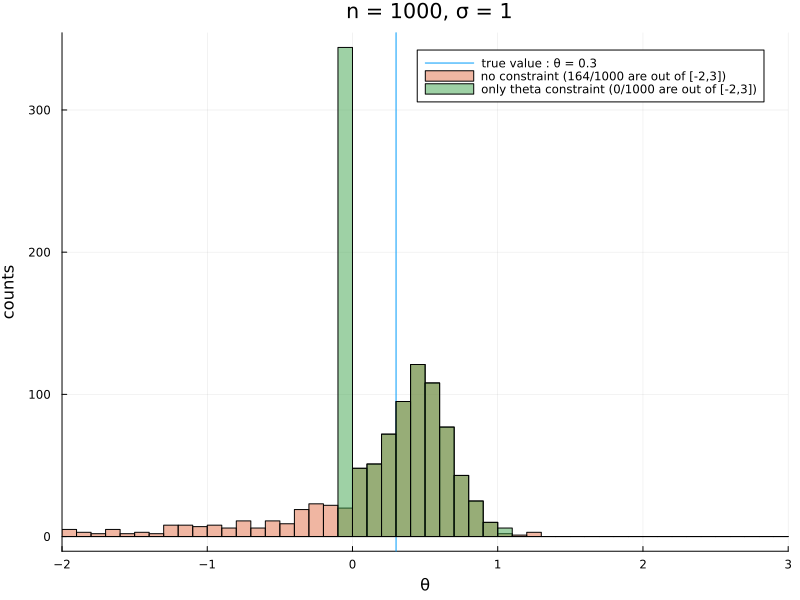 n = 1000, σ = 1
true value : θ = 0.3
no constraint (164/1000 are out of [-2,3])
only theta constraint (0/1000 are out of [-2,3])
300
200
100
0
counts
−2 −1 0 1 2 3
θ